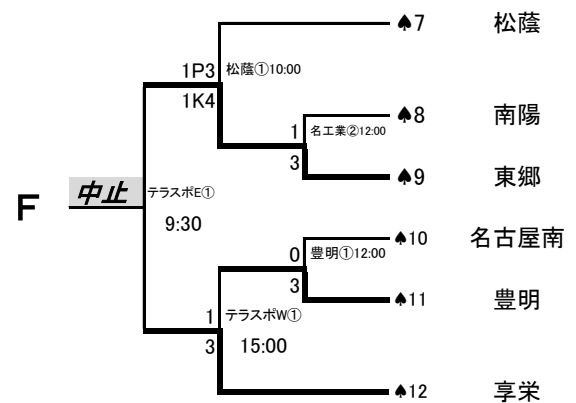 ♠7 松蔭
1P3 松蔭①10:00
1K4
♠8 南陽
1 名工業②12:00
3
♠9 東郷
F 中止 テラスポE①
9:30
♠10 名古屋南
0 豊明①12:00
3
♠11 豊明
1 テラスポW①
3 15:00
♠12 享栄